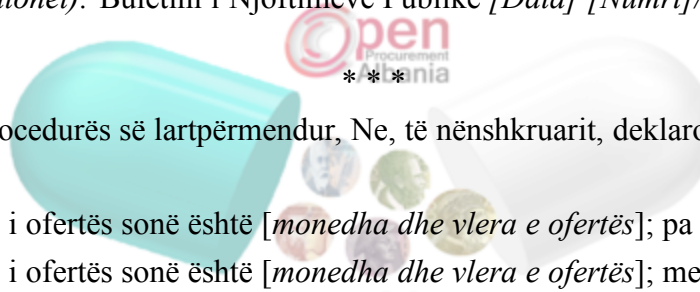 Buletini i Njoftimeve Publike [Data] [Numri]/
Open
Procurement
Albania
* * *
ocedurës së lartpërmendur, Ne, të nënshkruarit, deklaro
i ofertës sonë është [monedha dhe vlera e ofertës]; pa
i ofertës sonë është [monedha dhe vlera e ofertës]; me